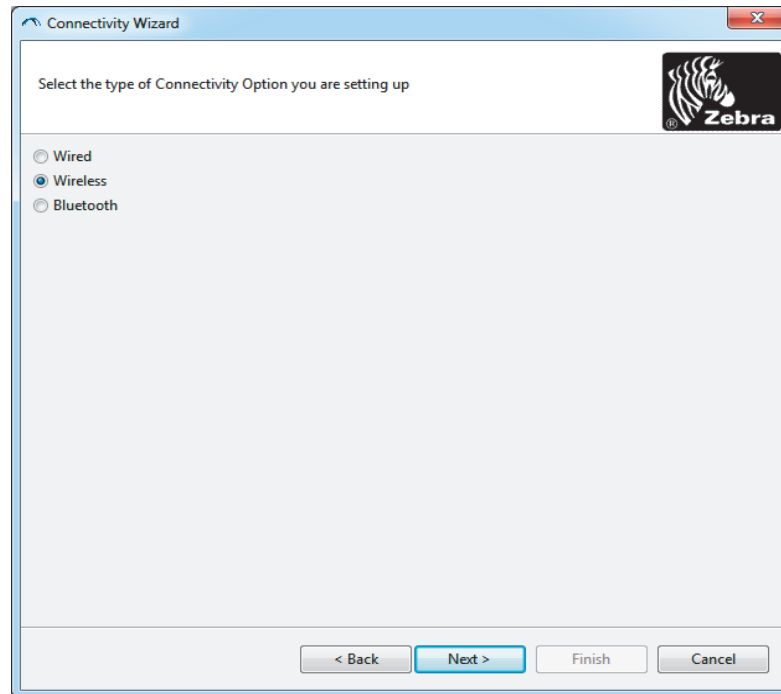 Connectivity Wizard
Select the type of Connectivity Option you are setting up
® Zebra
Wired
Wireless
Bluetooth
< Back Next > Finish Cancel